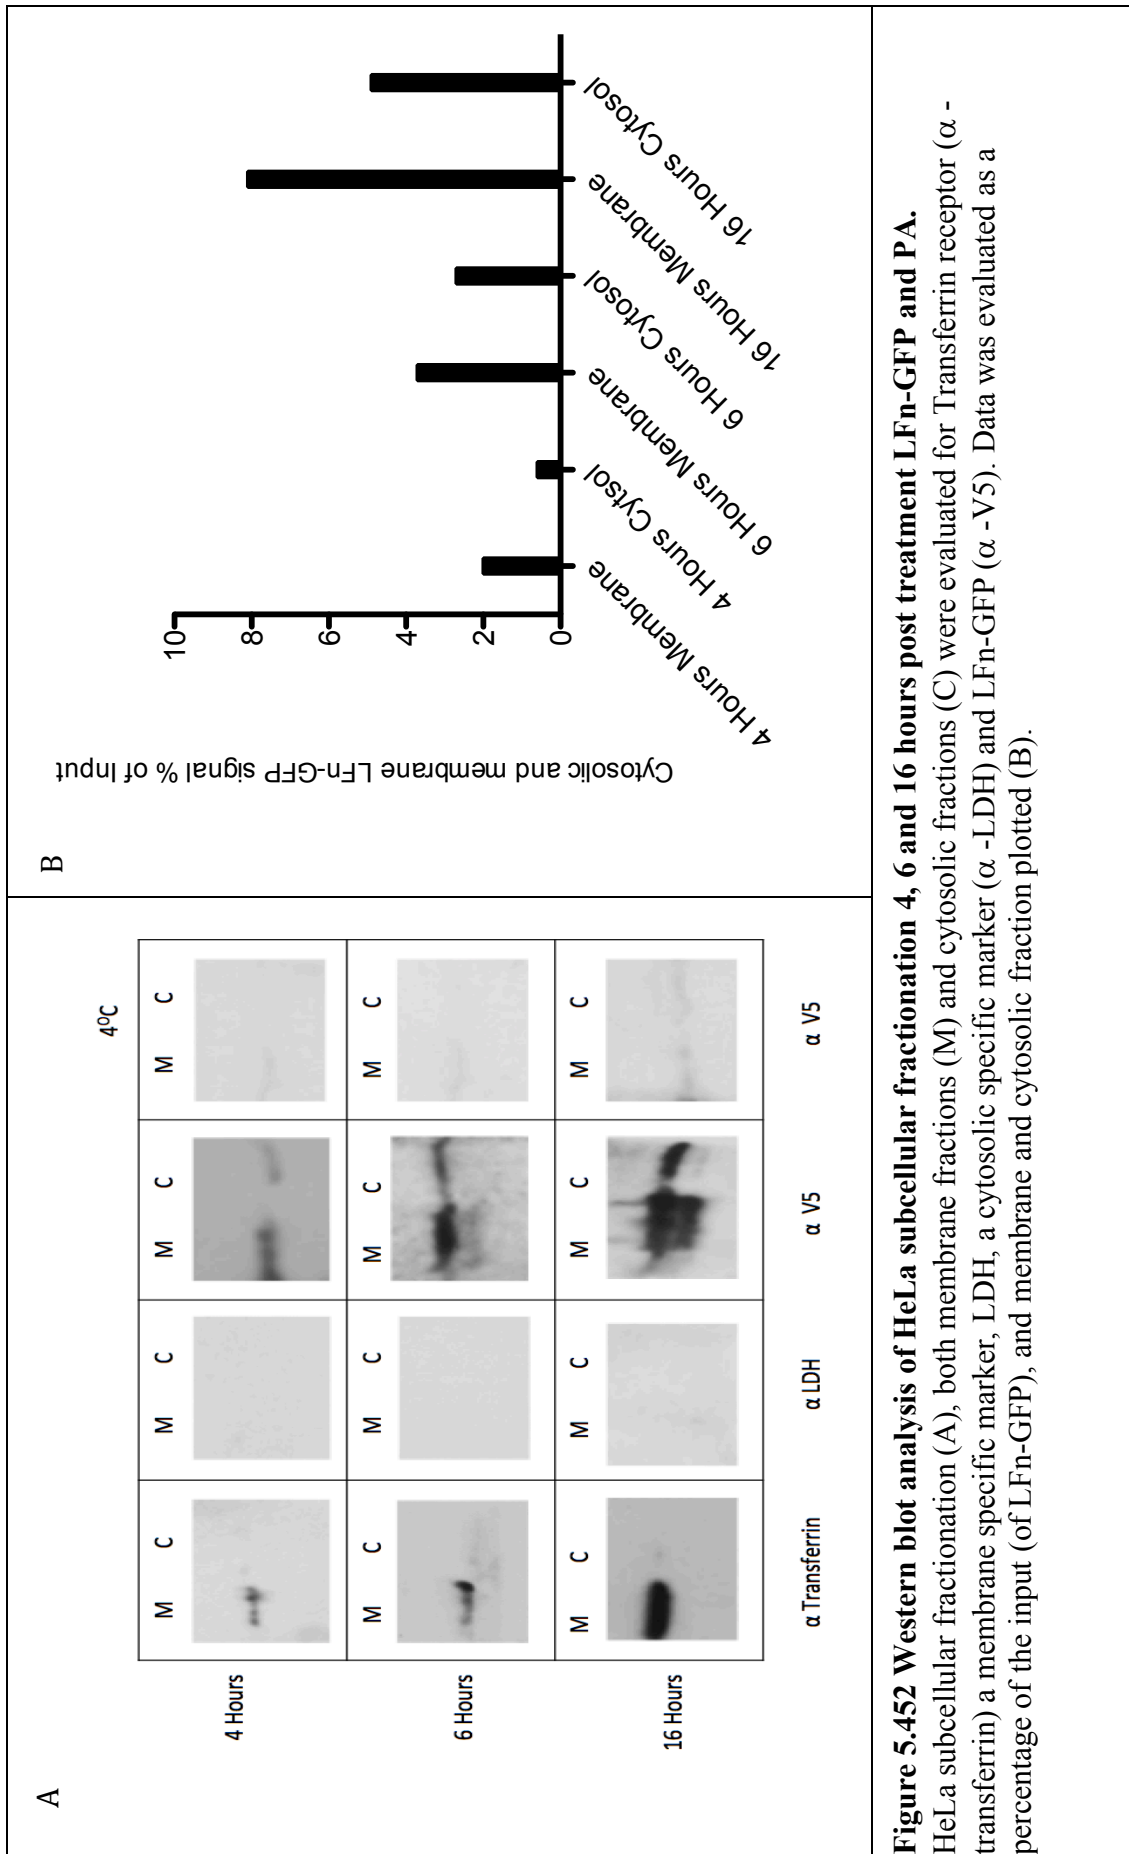 A
4⁰C
4 Hours
M C
M C
M C
M C
6 Hours
M C
M C
M C
M C
16 Hours
M C
M C
M C
M C
α Transferrin
α LDH
α V5
α V5
B
Cytosolic and membrane LFn-GFP signal % of Input
10
8
6
4
2
0
4 Hours Membrane
4 Hours Cytsol
6 Hours Membrane
6 Hours Cytosol
16 Hours Membrane
16 Hours Cytosol
Figure 5.452 Western blot analysis of HeLa subcellular fractionation 4, 6 and 16 hours post treatment LFn-GFP and PA.
HeLa subcellular fractionation (A), both membrane fractions (M) and cytosolic fractions (C) were evaluated for Transferrin receptor (α -
transferrin) a membrane specific marker, LDH, a cytosolic specific marker (α -LDH) and LFn-GFP (α -V5). Data was evaluated as a
percentage of the input (of LFn-GFP), and membrane and cytosolic fraction plotted (B).